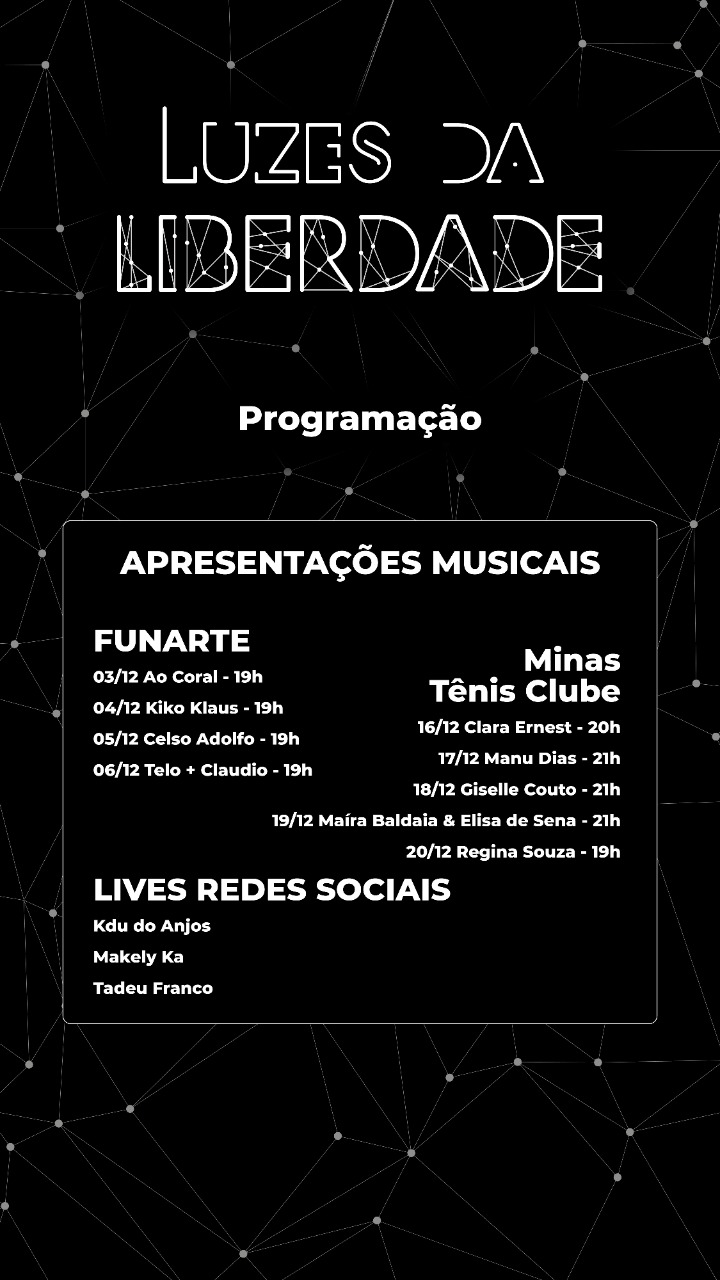 LUZES DA
LIBERDADE
Programação
APRESENTAÇÕES MUSICAIS
FUNARTE
03/12 Ao Coral - 19h
04/12 Kiko Klaus - 19h
05/12 Celso Adolfo - 19h
06/12 Telo + Claudio - 19h
Minas
Tênis Clube
16/12 Clara Ernest - 20h
17/12 Manu Dias - 21h
18/12 Giselle Couto - 21h
19/12 Maíra Baldaia & Elisa de Sena - 21h
20/12 Regina Souza - 19h
LIVES REDES SOCIAIS
Kdu do Anjos
Makely Ka
Tadeu Franco